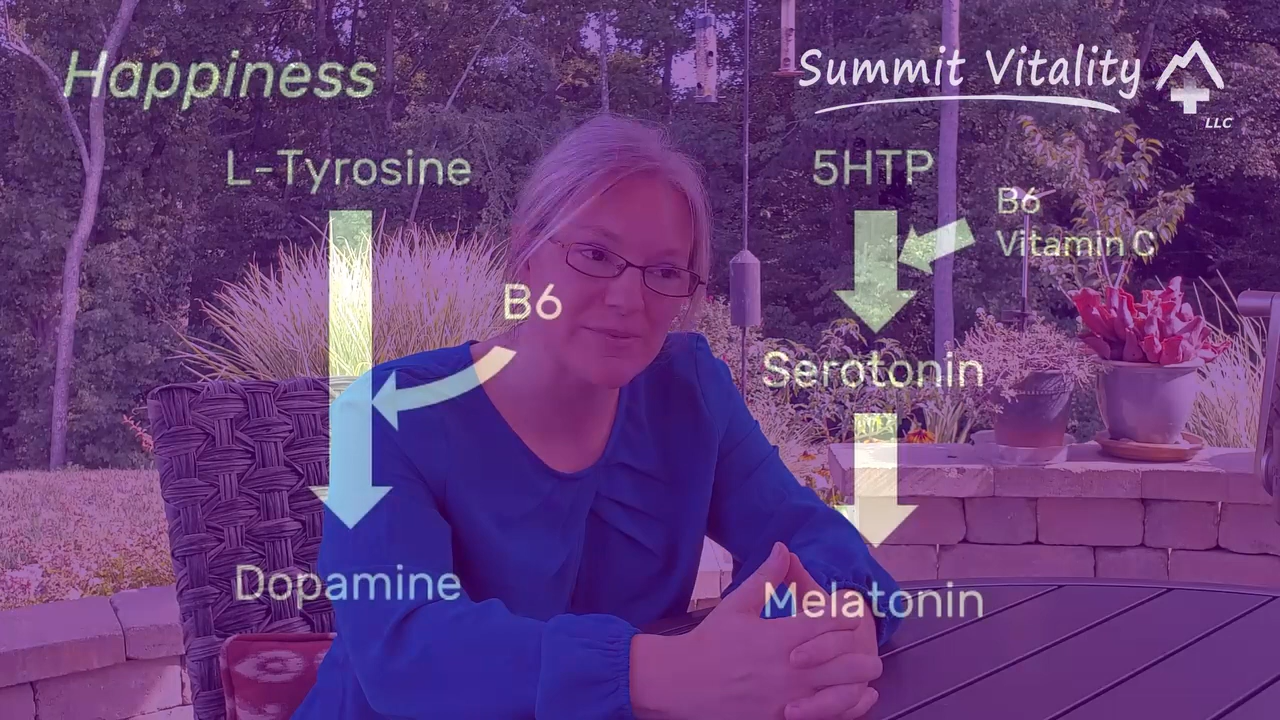 Happiness
Summit Vitality
LLC
L-Tyrosine
B6
Dopamine
5HTP
B6
Vitamin C
Serotonin
Melatonin